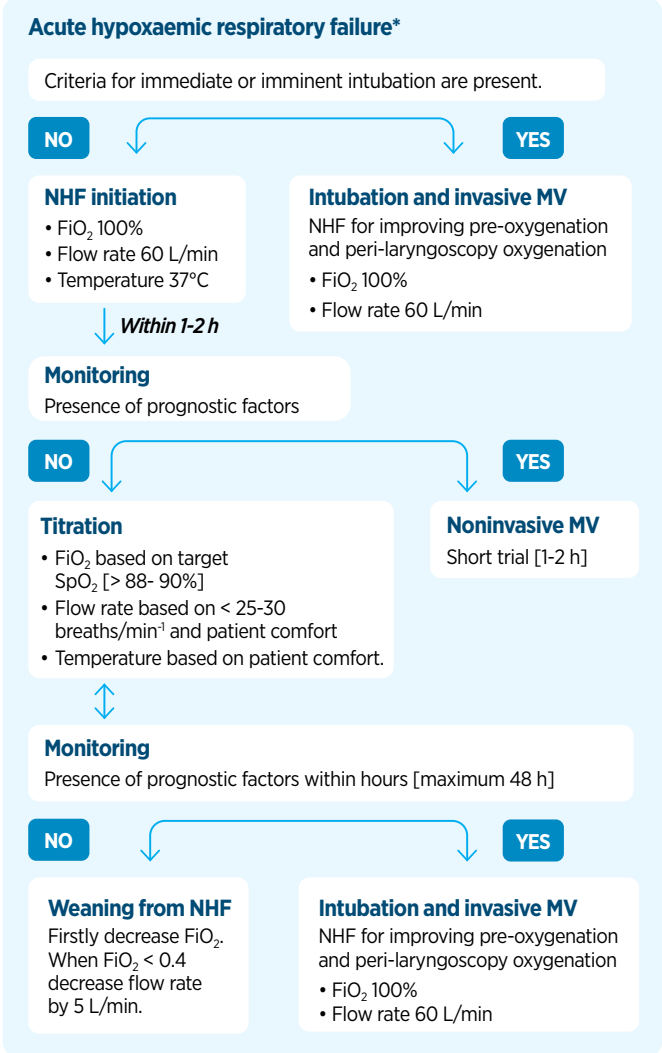 Acute hypoxaemic respiratory failure*
Criteria for immediate or imminent intubation are present.
NO
YES
NHF initiation
• FiO₂ 100%
• Flow rate 60 L/min
• Temperature 37°C
Intubation and invasive MV
NHF for improving pre-oxygenation
and peri-laryngoscopy oxygenation
• FiO₂ 100%
• Flow rate 60 L/min
Within 1-2 h
Monitoring
Presence of prognostic factors
NO
YES
Titration
• FiO₂ based on target
SpO₂ [> 88- 90%]
• Flow rate based on < 25-30
breaths/min⁻¹ and patient comfort
• Temperature based on patient comfort.
Noninvasive MV
Short trial [1-2 h]
Monitoring
Presence of prognostic factors within hours [maximum 48 h]
NO
YES
Weaning from NHF
Firstly decrease FiO₂.
When FiO₂ < 0.4
decrease flow rate
by 5 L/min.
Intubation and invasive MV
NHF for improving pre-oxygenation
and peri-laryngoscopy oxygenation
• FiO₂ 100%
• Flow rate 60 L/min